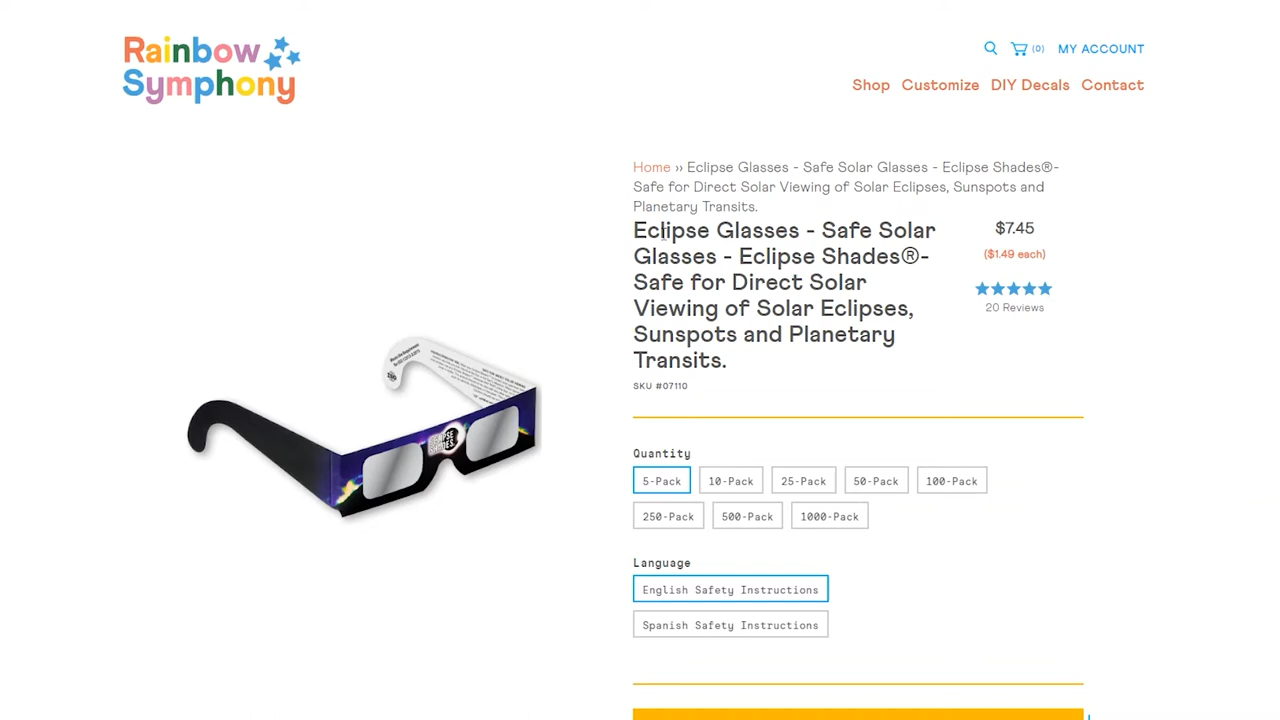 Rainbow
Symphony
(0) MY ACCOUNT
Shop Customize DIY Decals Contact
Home ›› Eclipse Glasses - Safe Solar Glasses - Eclipse Shades®-
Safe for Direct Solar Viewing of Solar Eclipses, Sunspots and
Planetary Transits.
Eclipse Glasses - Safe Solar
Glasses - Eclipse Shades®-
Safe for Direct Solar
Viewing of Solar Eclipses,
Sunspots and Planetary
Transits.
$7.45
($1.49 each)
20 Reviews
SKU #07110
ECLIPSE
SHADES
Quantity
5-Pack 10-Pack 25-Pack 50-Pack 100-Pack
250-Pack 500-Pack 1000-Pack
Language
English Safety Instructions
Spanish Safety Instructions